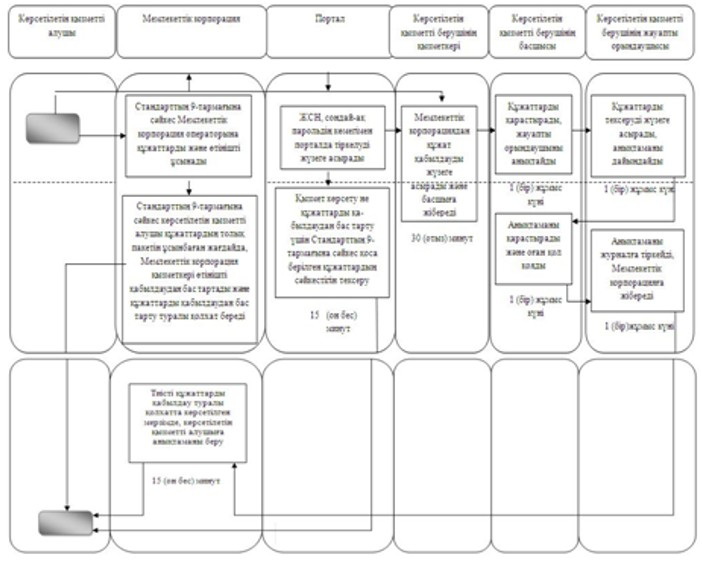 Көрсетілетін қызметті
алушы
Мемлекеттік корпорация
Портал
Көрсетілетін
қызметті берушінің
қызметкері
Көрсетілетін
қызметті берушінің
басшысы
Көрсетілетін қызметті
берушінің жауапты
орындаушысы
Стандарттың 9-тармағына
сәйкес Мемлекеттік
корпорация операторына
құжаттарды және өтінішті
ұсынады
ЖСН, сондай-ақ
парольдің көмегімен
порталда тіркелуді
жүзеге асырады
Мемлекеттік
корпорациядан
құжат
қабылдауды
жүзеге
асырады және
басшыға
жібереді
30 (отыз) минут
Құжаттарды
қарастырады,
жауапты
орындаушыны
анықтайды
1 (бір) жұмыс
күні
Құжаттарды
тексеруді жүзеге
асырады,
анықтаманы
дайындайды
1 (бір) жұмыс күні
Стандарттың 9-тармағына
сәйкес көрсетілетін қызметті
алушы құжаттардың толық
пакетін ұсынбаған жағдайда,
Мемлекеттік корпорация
қызметкері өтінішті
қабылдаудан бас тартады және
құжаттарды қабылдаудан бас
тарту туралы қолхат береді
Қызмет көрсету не
құжаттарды қа-
былдаудан бас тарту
үшін Стандарттың 9-
тармағына сәйкес қоса
берілген құжаттардың
сәйкестігін тексеру
15 (он бес)
минут
Анықтаманы
қарастырады
және оған қол
қояды
1 (бір) жұмыс
күні
Анықтаманы
журналға тіркейді,
Мемлекеттік
корпорацияға
жібереді
1 (бір)жұмыс күні
Тиісті құжаттарды
қабылдау туралы
қолхатта көрсетілген
мерзімде, көрсетілетін
қызметті алушыға
анықтаманы беру
15 (он бес) минут